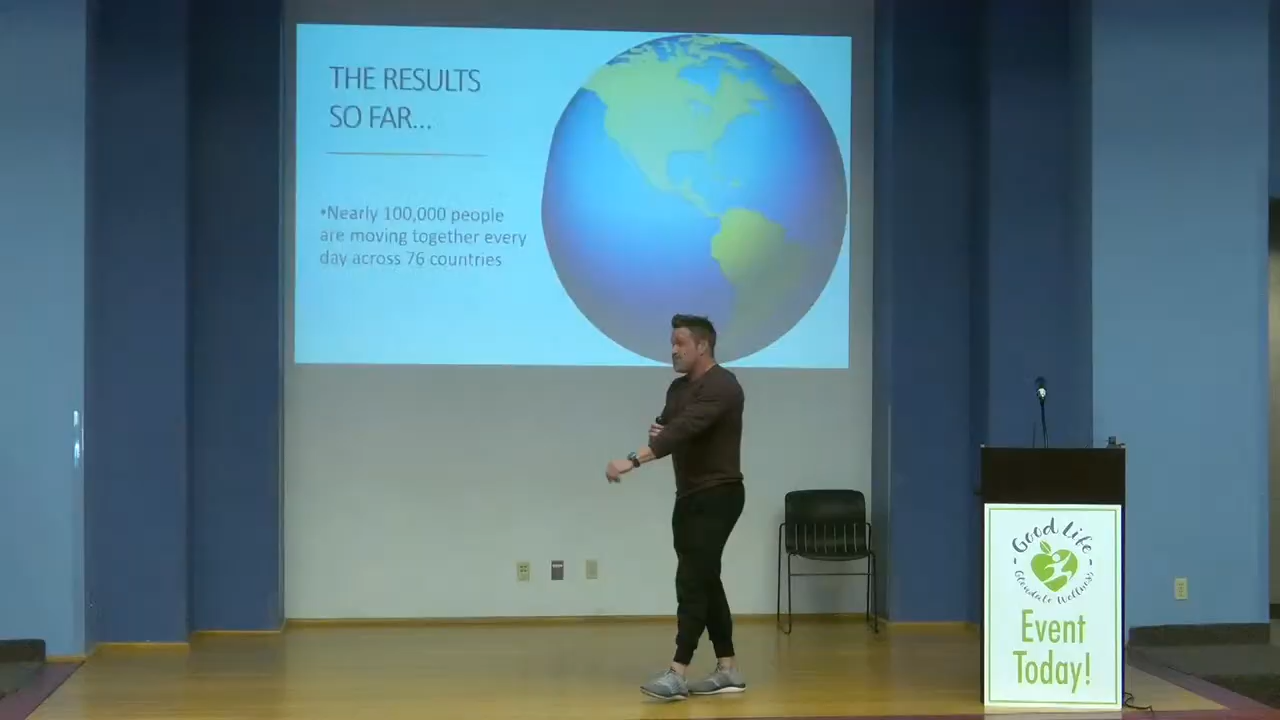 THE RESULTS
SO FAR...
•Nearly 100,000 people
are moving together every
day across 76 countries
- Good Life -
Glendale Wellness
Event
Today!